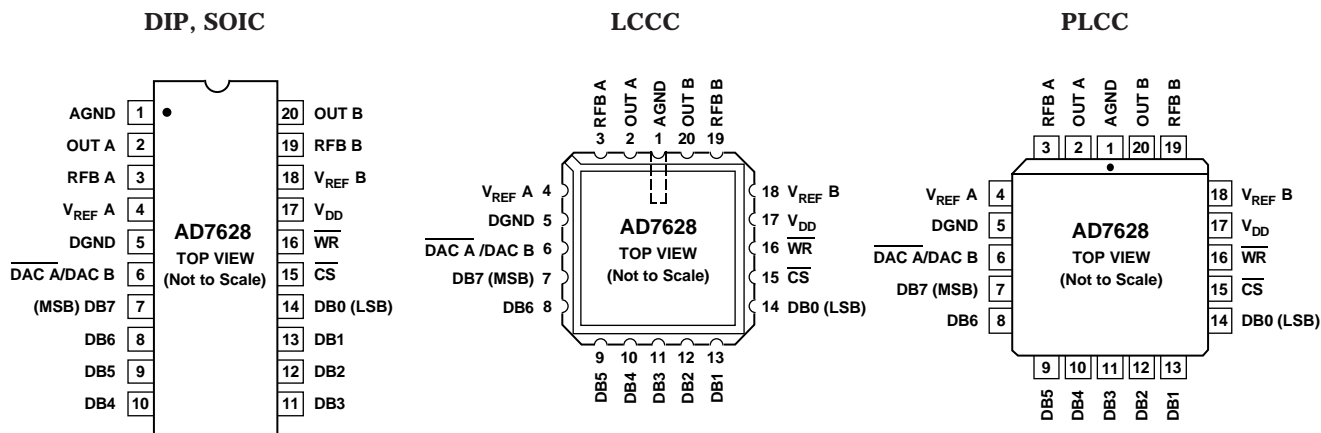 DIP, SOIC
AGND 1
OUT A 2
RFB A 3
VREF A 4
DGND 5
DAC A/DAC B 6
(MSB) DB7 7
DB6 8
DB5 9
DB4 10
AD7628
TOP VIEW
(Not to Scale)
20 OUT B
19 RFB B
18 VREF B
17 VDD
16 WR
15 CS
14 DB0 (LSB)
13 DB1
12 DB2
11 DB3
LCCC
RFB A
OUT A
AGND
OUT B
RFB B
3 2 1 20 19
VREF A 4
DGND 5
DAC A /DAC B 6
DB7 (MSB) 7
DB6 8
AD7628
TOP VIEW
(Not to Scale)
18 VREF B
17 VDD
16 WR
15 CS
14 DB0 (LSB)
9 10 11 12 13
DB5
DB4
DB3
DB2
DB1
PLCC
RFB A
OUT A
AGND
OUT B
RFB B
3 2 1 20 19
VREF A 4
DGND 5
DAC A/DAC B 6
DB7 (MSB) 7
DB6 8
AD7628
TOP VIEW
(Not to Scale)
18 VREF B
17 VDD
16 WR
15 CS
14 DB0 (LSB)
9 10 11 12 13
DB5
DB4
DB3
DB2
DB1